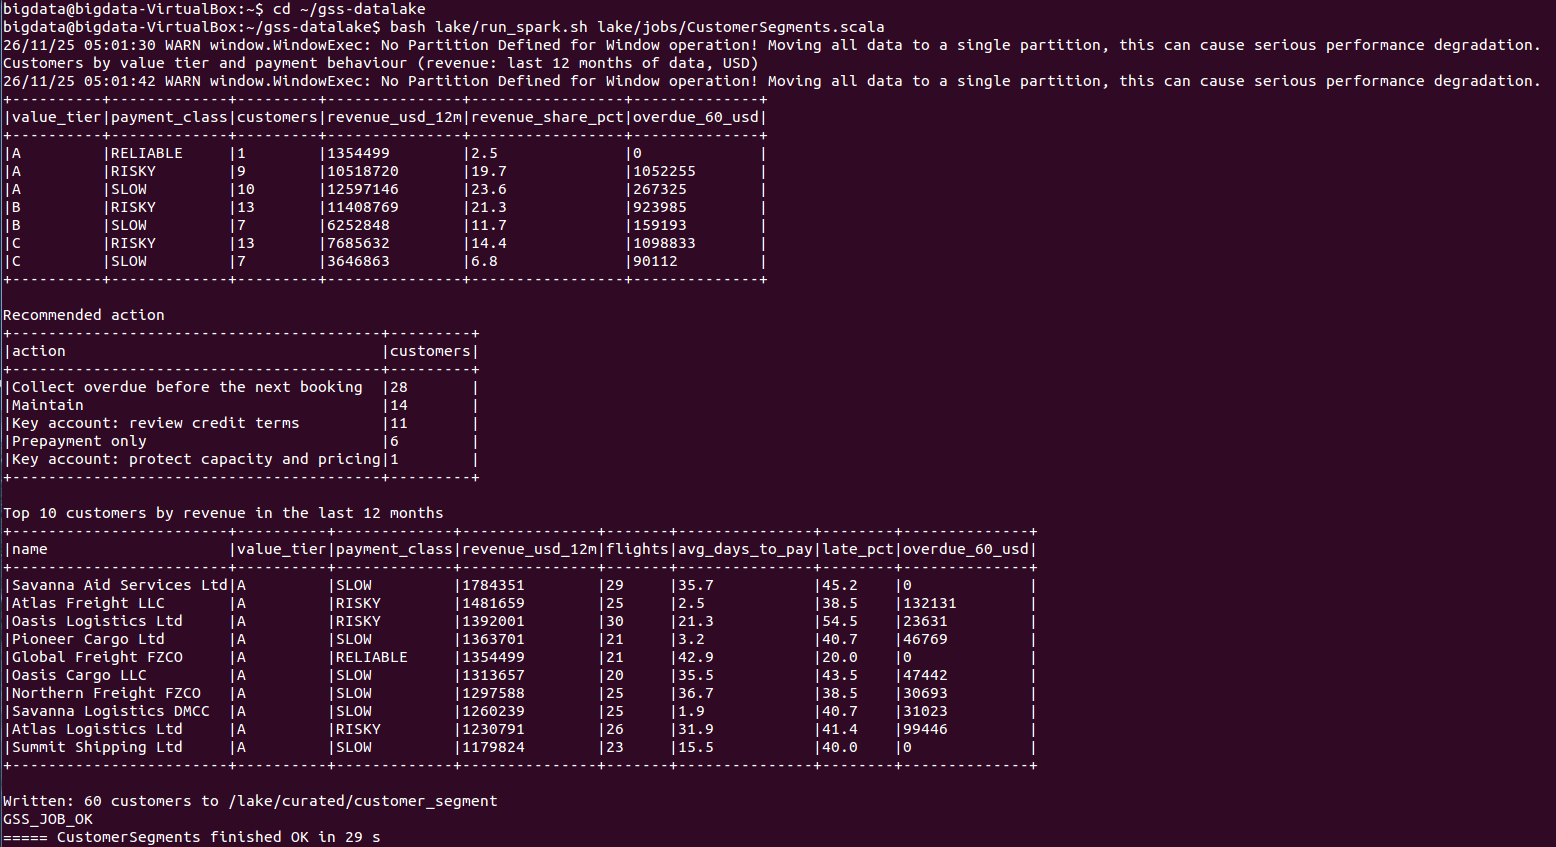 bigdata@bigdata-VirtualBox:~$ cd ~/gss-datalake
bigdata@bigdata-VirtualBox:~/gss-datalake$ bash lake/run_spark.sh lake/jobs/CustomerSegments.scala
26/11/25 05:01:30 WARN window.WindowExec: No Partition Defined for Window operation! Moving all data to a single partition, this can cause serious performance degradation.
Customers by value tier and payment behaviour (revenue: last 12 months of data, USD)
26/11/25 05:01:42 WARN window.WindowExec: No Partition Defined for Window operation! Moving all data to a single partition, this can cause serious performance degradation.
+----------+-------------+---------+---------------+-----------------+--------------+
|value_tier|payment_class|customers|revenue_usd_12m|revenue_share_pct|overdue_60_usd|
+----------+-------------+---------+---------------+-----------------+--------------+
|A         |RELIABLE     |1        |1354499        |2.5              |0             |
|A         |RISKY        |9        |10518720       |19.7             |1052255       |
|A         |SLOW         |10       |12597146       |23.6             |267325        |
|B         |RISKY        |13       |11408769       |21.3             |923985        |
|B         |SLOW         |7        |6252848        |11.7             |159193        |
|C         |RISKY        |13       |7685632        |14.4             |1098833       |
|C         |SLOW         |7        |3646863        |6.8              |90112         |
+----------+-------------+---------+---------------+-----------------+--------------+
Recommended action
+-----------------------------------------+---------+
|action                                   |customers|
+-----------------------------------------+---------+
|Collect overdue before the next booking  |28       |
|Maintain                                 |14       |
|Key account: review credit terms         |11       |
|Prepayment only                          |6        |
|Key account: protect capacity and pricing|1        |
+-----------------------------------------+---------+
Top 10 customers by revenue in the last 12 months
+------------------------+----------+-------------+---------------+-------+---------------+--------+--------------+
|name                    |value_tier|payment_class|revenue_usd_12m|flights|avg_days_to_pay|late_pct|overdue_60_usd|
+------------------------+----------+-------------+---------------+-------+---------------+--------+--------------+
|Savanna Aid Services Ltd|A         |SLOW         |1784351        |29     |35.7           |45.2    |0             |
|Atlas Freight LLC       |A         |RISKY        |1481659        |25     |2.5            |38.5    |132131        |
|Oasis Logistics Ltd     |A         |RISKY        |1392001        |30     |21.3           |54.5    |23631         |
|Pioneer Cargo Ltd       |A         |SLOW         |1363701        |21     |3.2            |40.7    |46769         |
|Global Freight FZCO     |A         |RELIABLE     |1354499        |21     |42.9           |20.0    |0             |
|Oasis Cargo LLC         |A         |SLOW         |1313657        |20     |35.5           |43.5    |47442         |
|Northern Freight FZCO   |A         |SLOW         |1297588        |25     |36.7           |38.5    |30693         |
|Savanna Logistics DMCC  |A         |SLOW         |1260239        |25     |1.9            |40.7    |31023         |
|Atlas Logistics Ltd     |A         |RISKY        |1230791        |26     |31.9           |41.4    |99446         |
|Summit Shipping Ltd     |A         |SLOW         |1179824        |23     |15.5           |40.0    |0             |
+------------------------+----------+-------------+---------------+-------+---------------+--------+--------------+
Written: 60 customers to /lake/curated/customer_segment
GSS_JOB_OK
===== CustomerSegments finished OK in 29 s